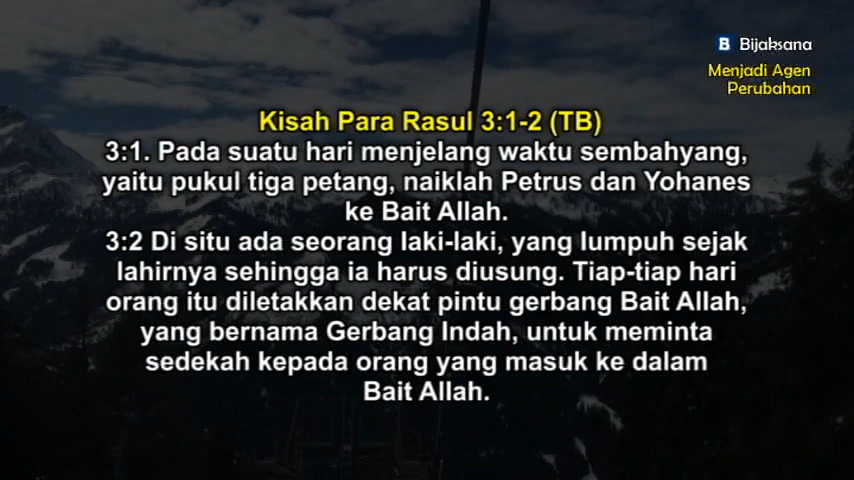 B Bijaksana
Menjadi Agen
Perubahan
Kisah Para Rasul 3:1-2 (TB)
3:1. Pada suatu hari menjelang waktu sembahyang,
yaitu pukul tiga petang, naiklah Petrus dan Yohanes
ke Bait Allah.
3:2 Di situ ada seorang laki-laki, yang lumpuh sejak
lahirnya sehingga ia harus diusung. Tiap-tiap hari
orang itu diletakkan dekat pintu gerbang Bait Allah,
yang bernama Gerbang Indah, untuk meminta
sedekah kepada orang yang masuk ke dalam
Bait Allah.